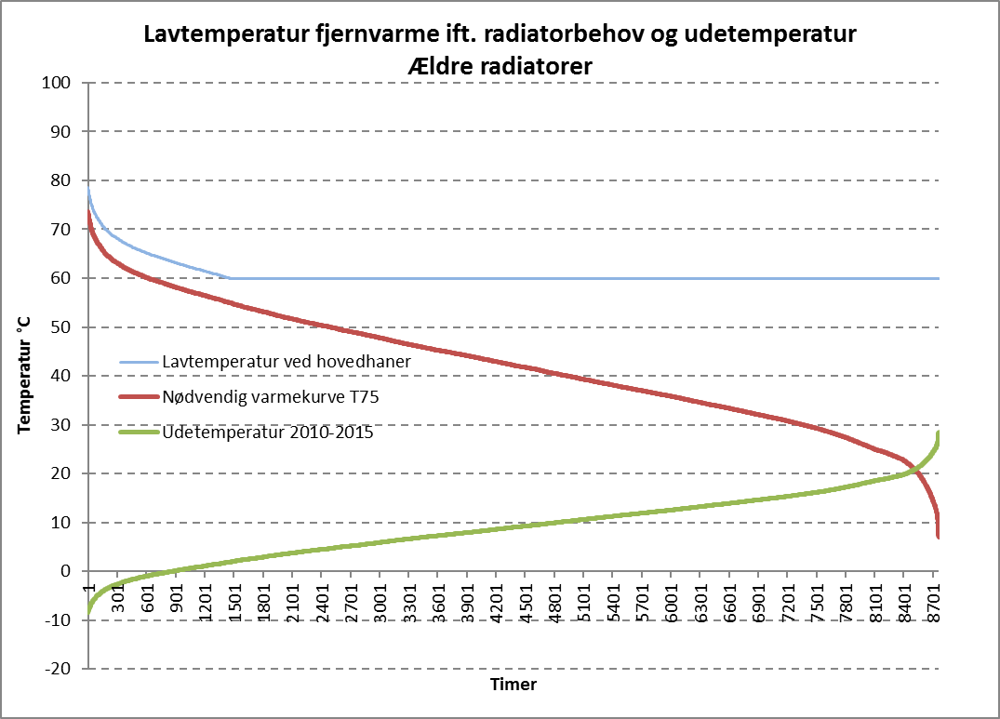 Lavtemperatur fjernvarme ift. radiatorbehov og udetemperatur
Ældre radiatorer
100
90
80
70
60
50
40
30
20
10
0
-10
-20
Temperatur °C
Lavtemperatur ved hovedhaner
Nødvendig varmekurve T75
Udetemperatur 2010-2015
1 301 601 901 1201 1501 1801 2101 2401 2701 3001 3301 3601 3901 4201 4501 4801 5101 5401 5701 6001 6301 6601 6901 7201 7501 7801 8101 8401 8701
Timer